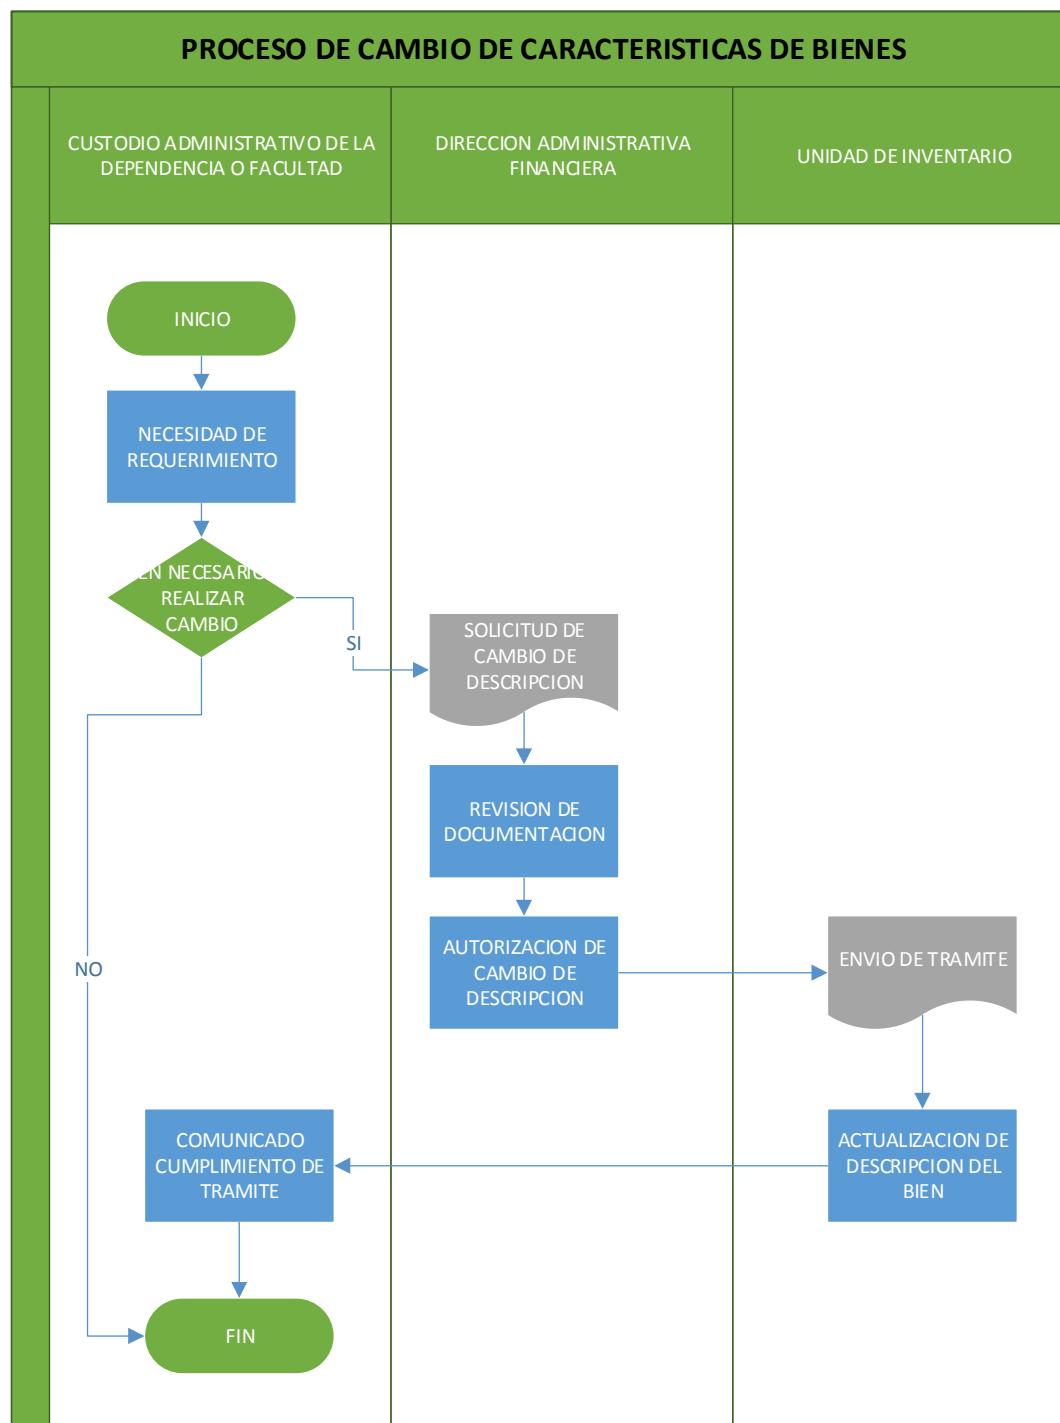 PROCESO DE CAMBIO DE CARACTERISTICAS DE BIENES
CUSTODIO ADMINISTRATIVO DE LA
DEPENDENCIA O FACULTAD
DIRECCION ADMINISTRATIVA
FINANCIERA
UNIDAD DE INVENTARIO
INICIO
NECESIDAD DE
REQUERIMIENTO
EN NECESARIO
REALIZAR
CAMBIO
SI
SOLICITUD DE
CAMBIO DE
DESCRIPCION
REVISION DE
DOCUMENTACION
AUTORIZACION DE
CAMBIO DE
DESCRIPCION
ENVIO DE TRAMITE
NO
COMUNICADO
CUMPLIMIENTO DE
TRAMITE
ACTUALIZACION DE
DESCRIPCION DEL
BIEN
FIN